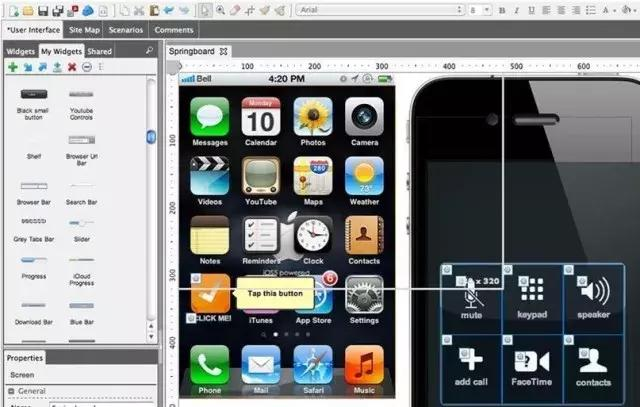 Arial
8
*User Interface Site Map Scenarios Comments
Widgets My Widgets Shared
Springboard
100 200 300 400 500 600
100
200
300
400
Black small button
Youtube Controls
Shelf
Browser Url Bar
Browser Bar
Search Bar
Grey Tabs Bar
Slider
Progress
iCloud Progress
Download Bar
Blue Bar
Properties
Screen
General
Bell 4:20 PM
Monday
10
280
73°
Messages Calendar Photos Camera
Videos YouTube Maps Weather
Notes Reminders Clock Contacts
iOS5 powered
6
Tap this button
CLICK ME! iTunes App Store Settings
Phone Mail Safari Music
x 320
mute keypad speaker
add call FaceTime contacts